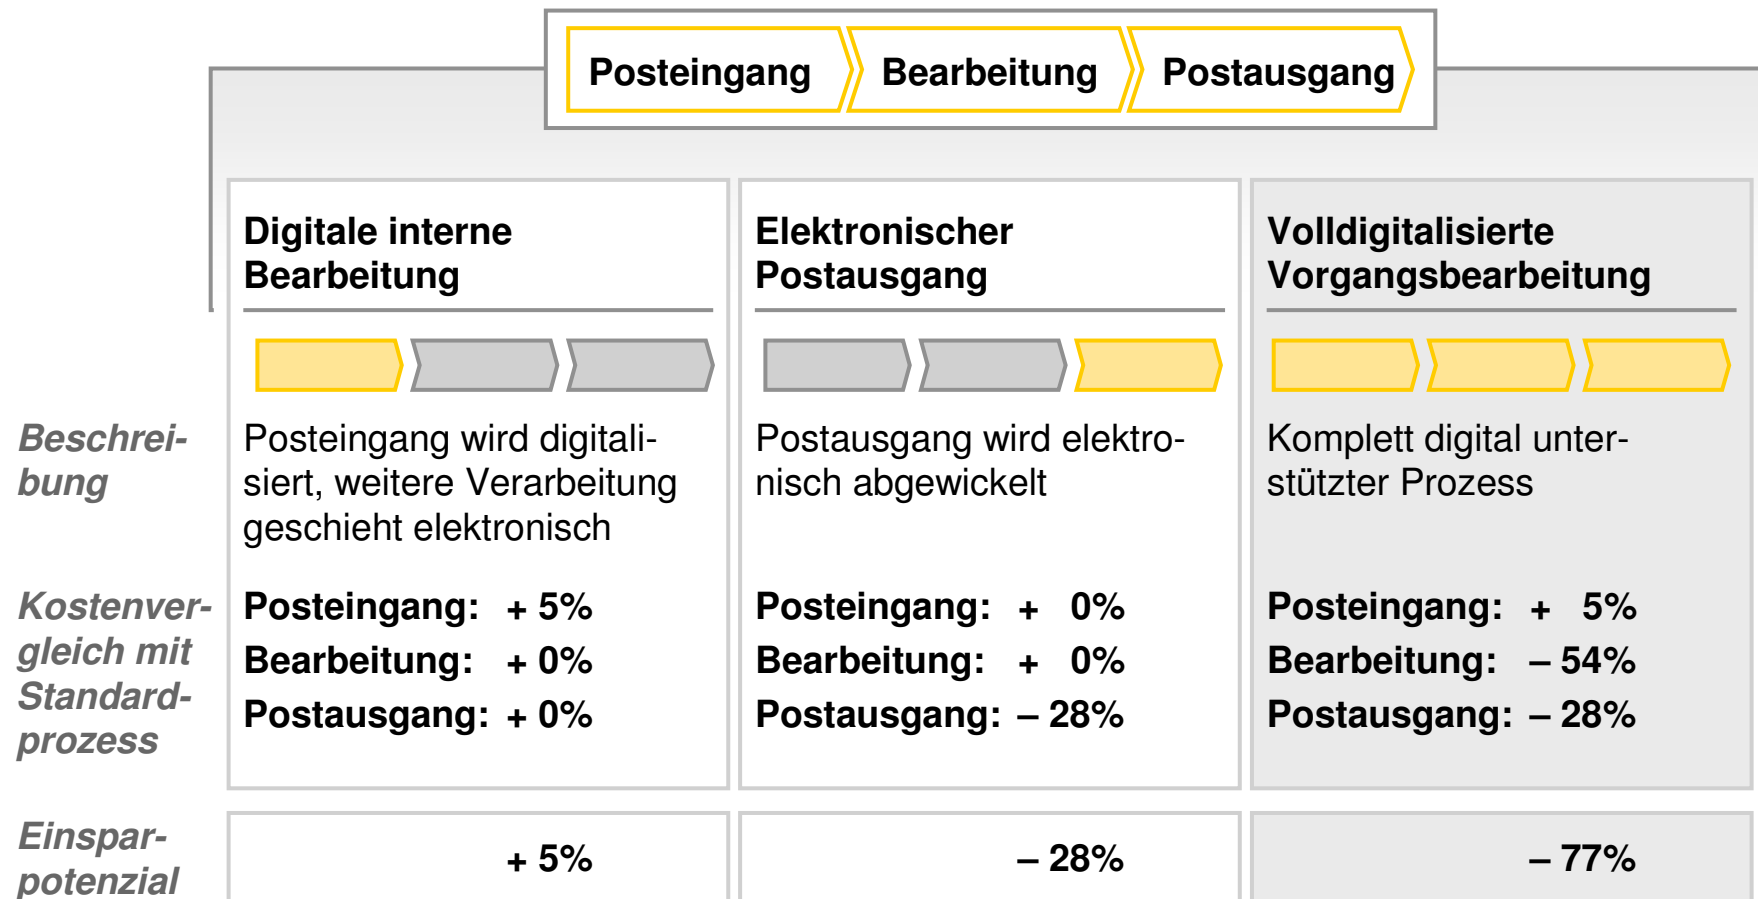 Posteingang Bearbeitung Postausgang
Digitale interne
Bearbeitung
Elektronischer
Postausgang
Volldigitalisierte
Vorgangsbearbeitung
Beschrei-
bung
Posteingang wird digitali-
siert, weitere Verarbeitung
geschieht elektronisch
Postausgang wird elektro-
nisch abgewickelt
Komplett digital unter-
stützter Prozess
Kostenver-
gleich mit
Standard-
prozess
Posteingang: + 5%
Bearbeitung: + 0%
Postausgang: + 0%
Posteingang: + 0%
Bearbeitung: + 0%
Postausgang: – 28%
Posteingang: + 5%
Bearbeitung: – 54%
Postausgang: – 28%
Einspar-
potenzial
+ 5%
– 28%
– 77%